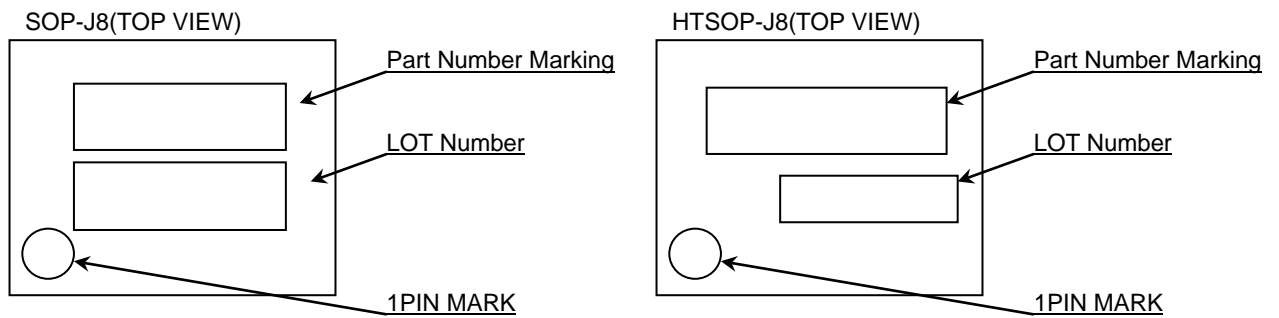 SOP-J8(TOP VIEW)
Part Number Marking
LOT Number
1PIN MARK
HTSOP-J8(TOP VIEW)
Part Number Marking
LOT Number
1PIN MARK